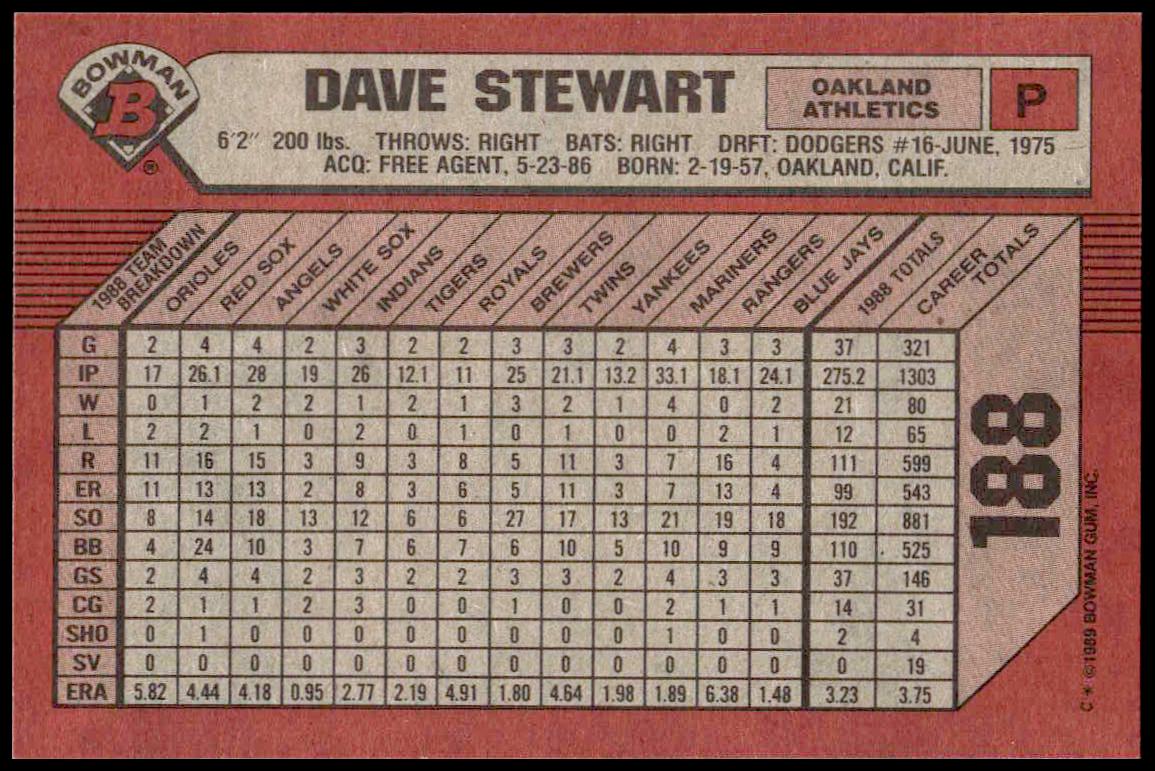 BOWMAN
B
®
DAVE STEWART
OAKLAND
ATHLETICS
P
6'2" 200 lbs. THROWS: RIGHT BATS: RIGHT DRFT: DODGERS #16-JUNE, 1975
ACQ: FREE AGENT, 5-23-86 BORN: 2-19-57, OAKLAND, CALIF.
1988 TEAM BREAKDOWN ORIOLES RED SOX ANGELS WHITE SOX INDIANS TIGERS ROYALS BREWERS TWINS YANKEES MARINERS RANGERS BLUE JAYS 1988 TOTALS CAREER TOTALS
G 2 4 4 2 3 2 2 3 3 2 4 3 3 37 321
IP 17 26.1 28 19 26 12.1 11 25 21.1 13.2 33.1 18.1 24.1 275.2 1303
W 0 1 2 2 1 2 1 3 2 1 4 0 2 21 80
L 2 2 1 0 2 0 1 0 1 0 0 2 1 12 65
R 11 16 15 3 9 3 8 5 11 3 7 16 4 111 599
ER 11 13 13 2 8 3 6 5 11 3 7 13 4 99 543
SO 8 14 18 13 12 6 6 27 17 13 21 19 18 192 881
BB 4 24 10 3 7 6 7 6 10 5 10 9 9 110 525
GS 2 4 4 2 3 2 2 3 3 2 4 3 3 37 146
CG 2 1 1 2 3 0 0 1 0 0 2 1 1 14 31
SHO 0 1 0 0 0 0 0 0 0 0 1 0 0 2 4
SV 0 0 0 0 0 0 0 0 0 0 0 0 0 0 19
ERA 5.82 4.44 4.18 0.95 2.77 2.19 4.91 1.80 4.64 1.98 1.89 6.38 1.48 3.23 3.75
188
C * ©1989 BOWMAN GUM, INC.